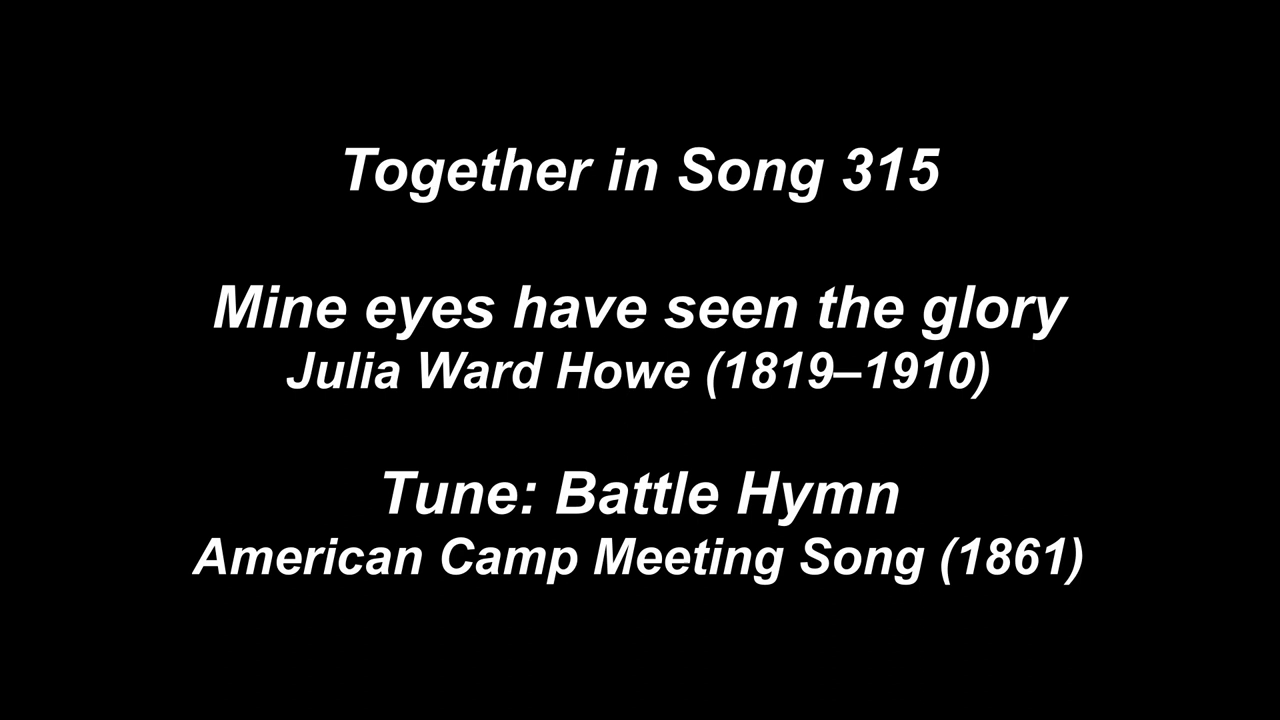 Together in Song 315
Mine eyes have seen the glory
Julia Ward Howe (1819–1910)
Tune: Battle Hymn
American Camp Meeting Song (1861)